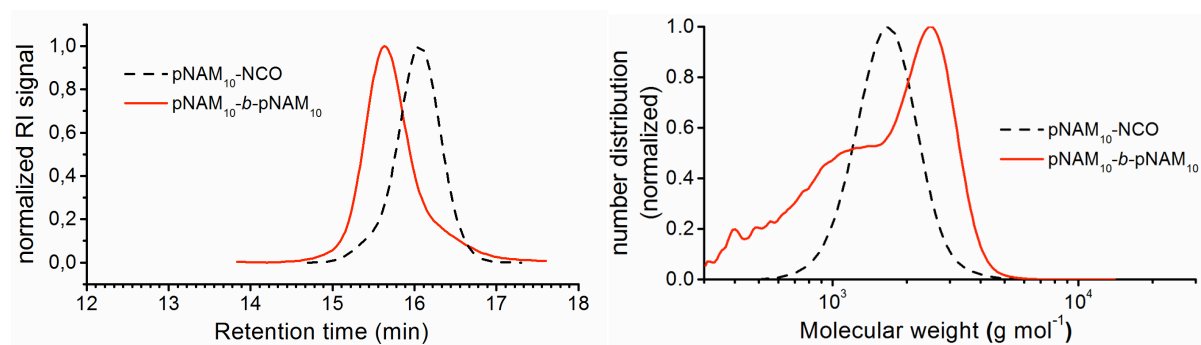 normalized RI signal
1,0
0,8
0,6
0,4
0,2
0,0
pNAM10-NCO
pNAM10-b-pNAM10
12 13 14 15 16 17 18
Retention time (min)
number distribution
(normalized)
1.0
0.8
0.6
0.4
0.2
0.0
pNAM10-NCO
pNAM10-b-pNAM10
10³ 10⁴
Molecular weight (g mol⁻¹)